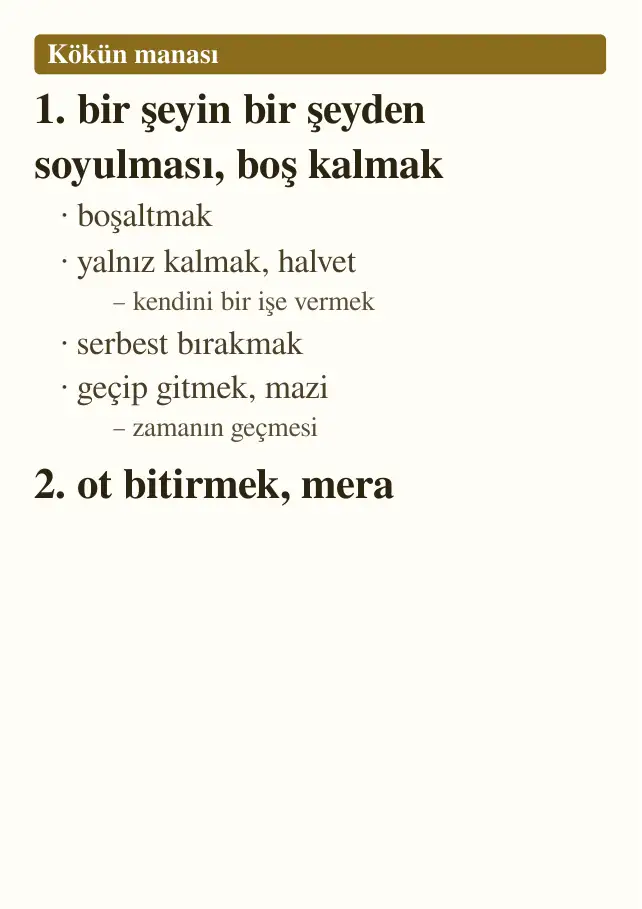 Kökün manası
1. bir şeyin bir şeyden
soyulması, boş kalmak
· boşaltmak
· yalnız kalmak, halvet
– kendini bir işe vermek
· serbest bırakmak
· geçip gitmek, mazi
– zamanın geçmesi
2. ot bitirmek, mera